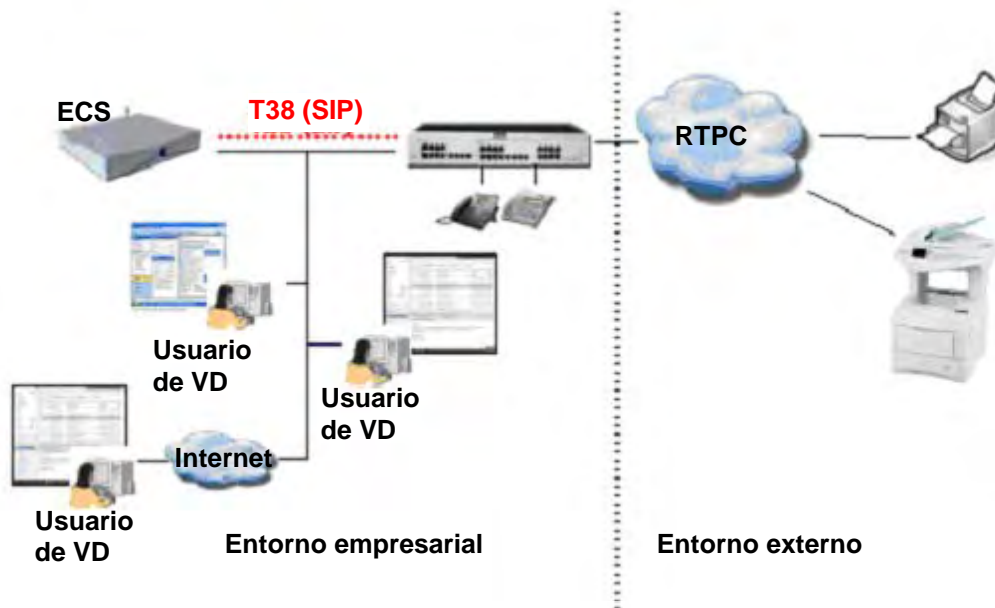 ECS
T38 (SIP)
RTPC
Usuario
de VD
Usuario
de VD
Internet
Usuario
de VD
Entorno empresarial
Entorno externo